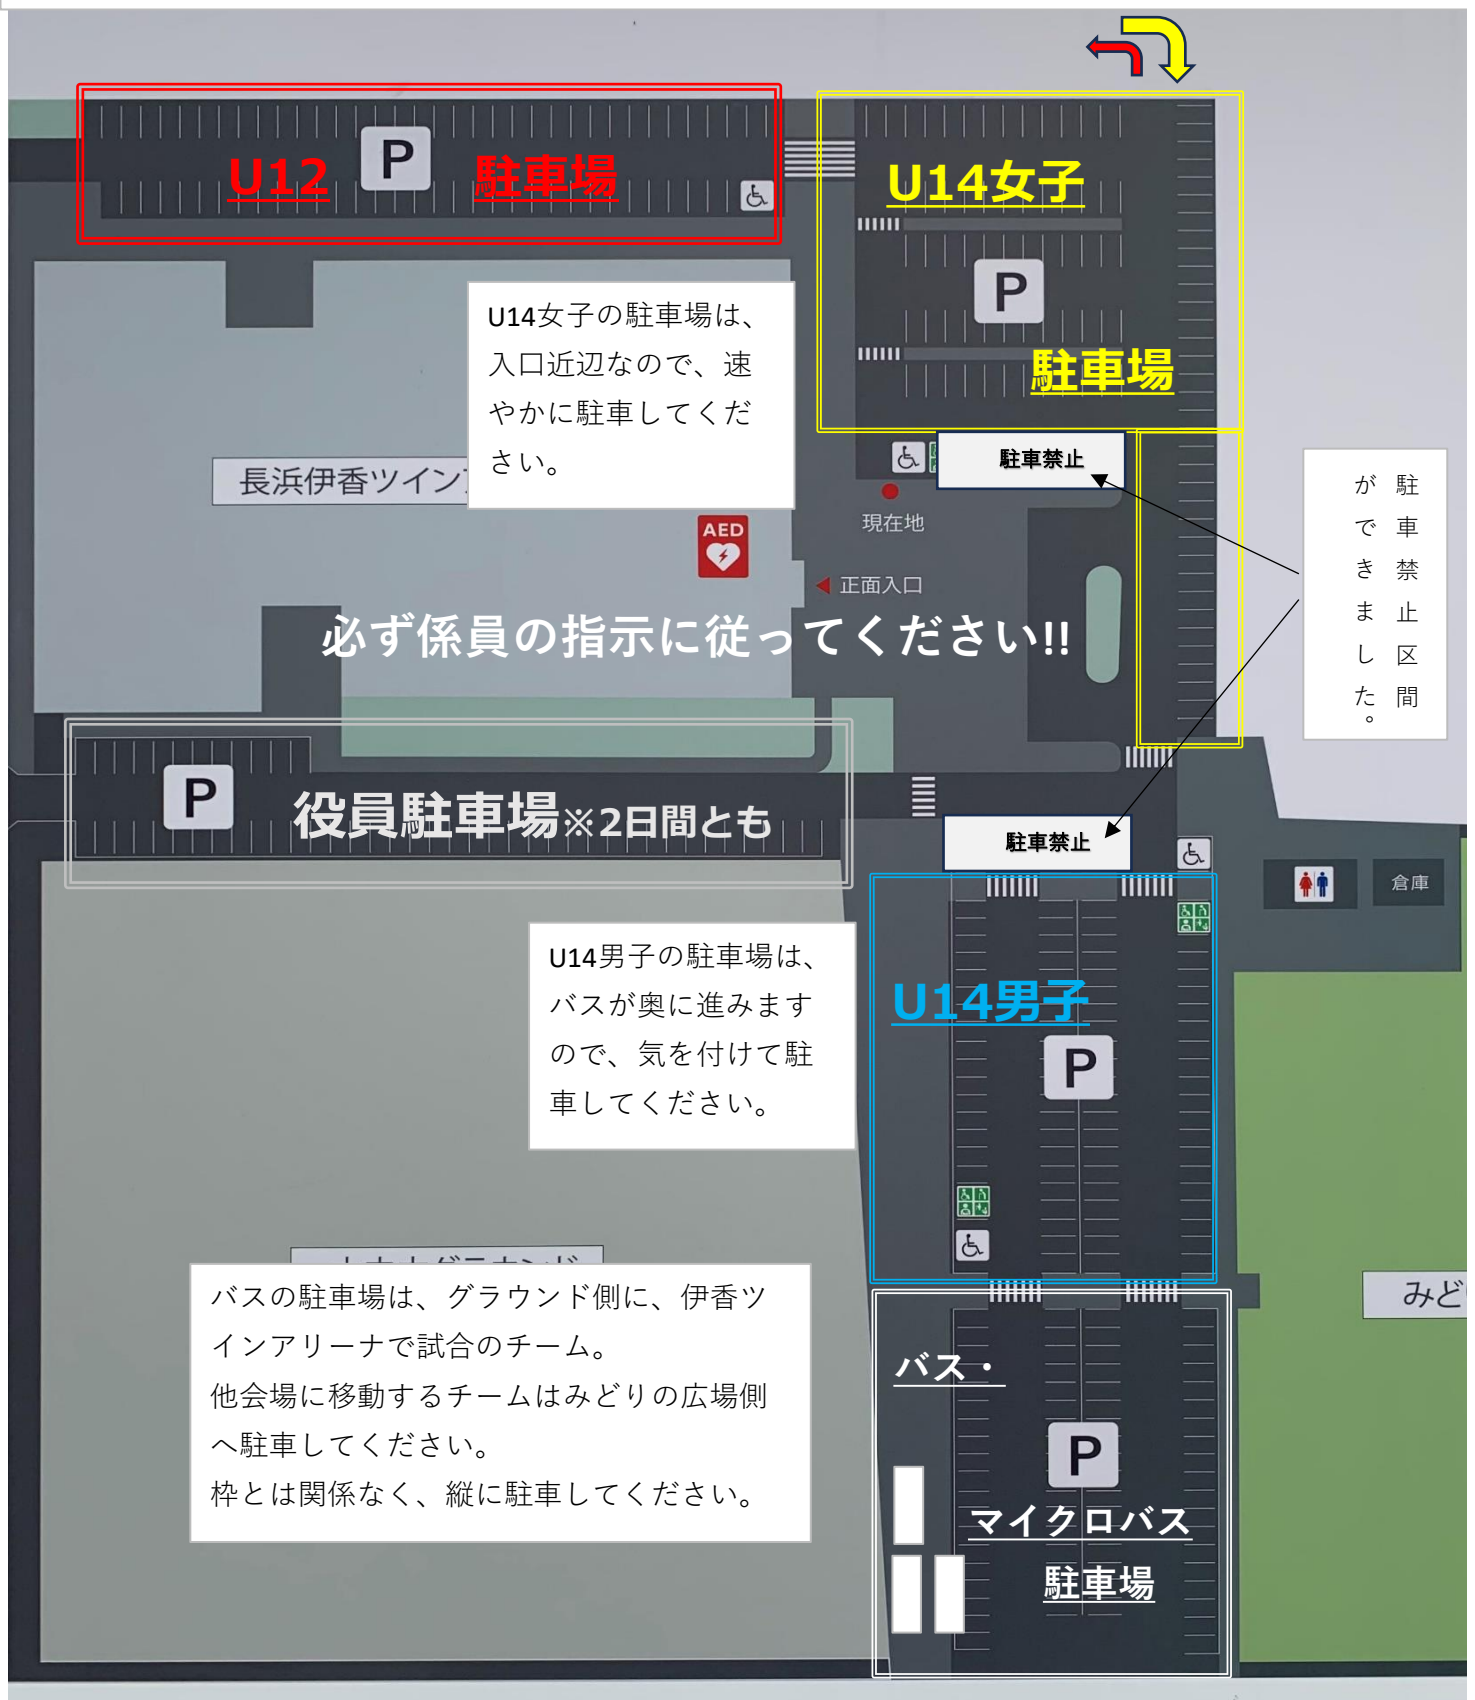 U12 P 駐車場
U14女子
P
駐車場
U14女子の駐車場は、
入口近辺なので、速
やかに駐車してくだ
さい。
長浜伊香ツイン
駐車禁止
現在地
AED
正面入口
駐車禁止区間
ができました。
必ず係員の指示に従ってください!!
P 役員駐車場※2日間とも
駐車禁止
倉庫
U14男子の駐車場は、
バスが奥に進みます
ので、気を付けて駐
車してください。
U14男子
P
バスの駐車場は、グラウンド側に、伊香ツ
インアリーナで試合のチーム。
他会場に移動するチームはみどりの広場側
へ駐車してください。
枠とは関係なく、縦に駐車してください。
みど
バス・
P
マイクロバス
駐車場